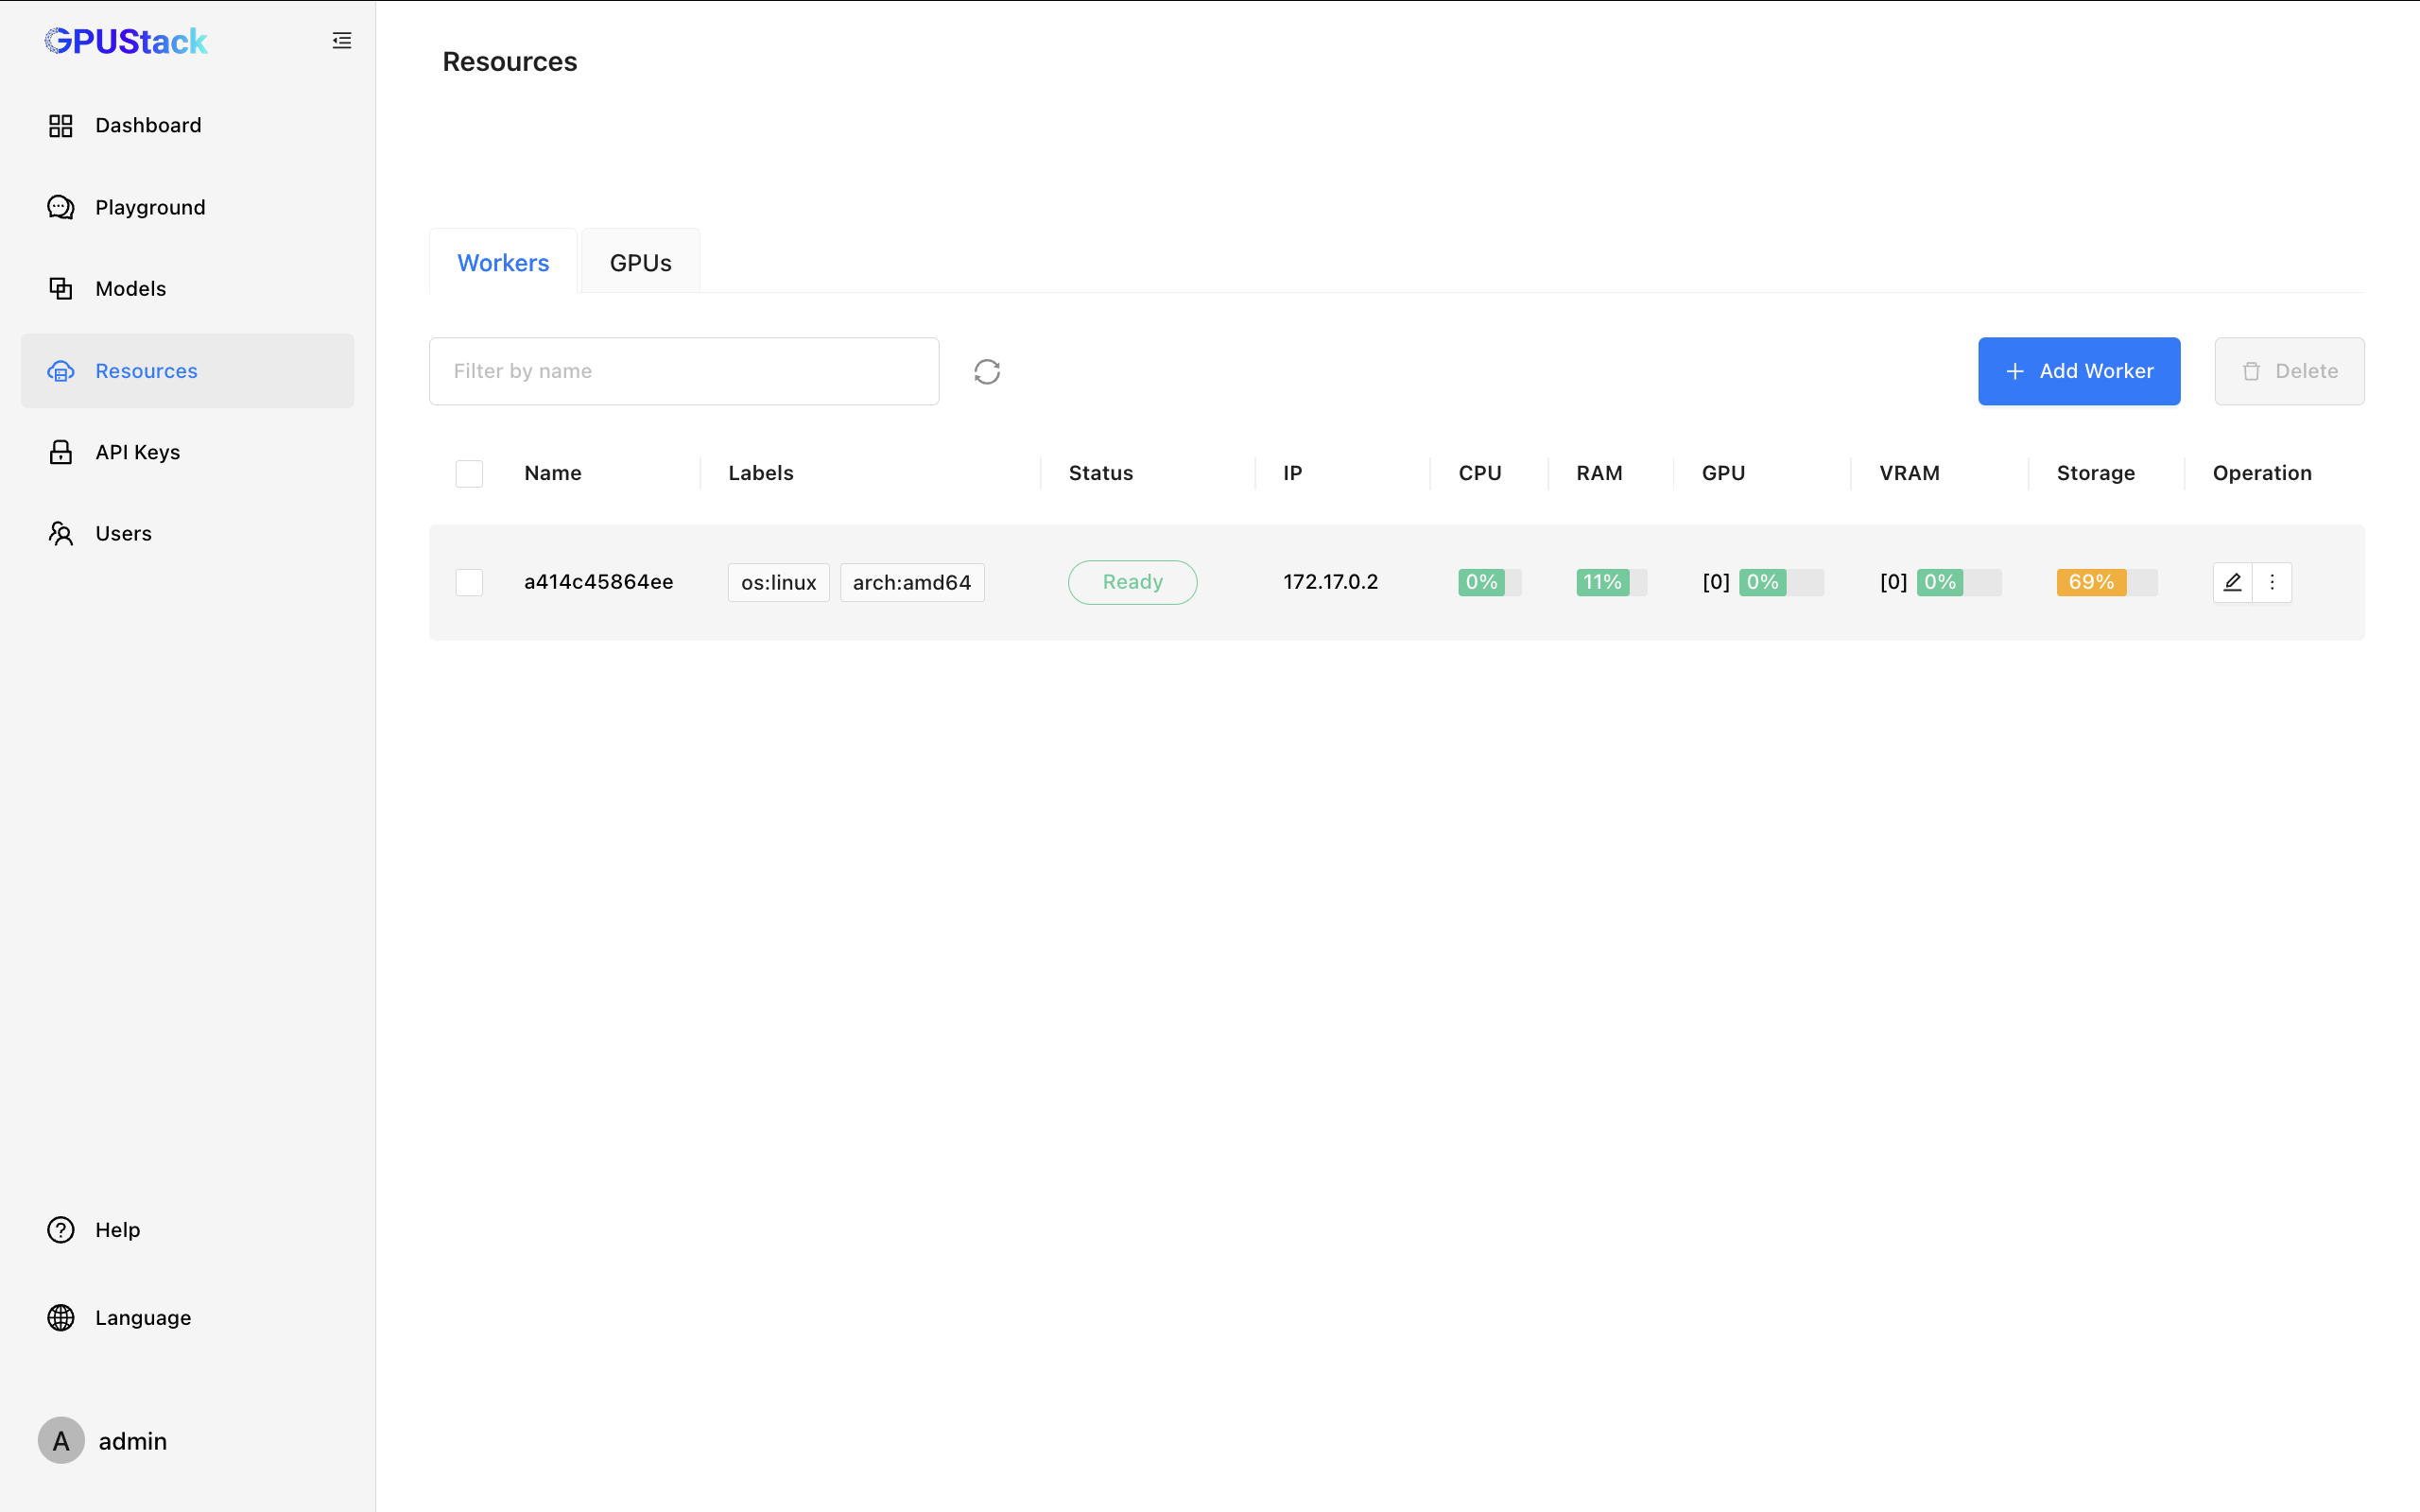 GPUStack
Dashboard
Playground
Models
Resources
API Keys
Users
Help
Language
A admin
Resources
Workers GPUs
Filter by name
Add Worker Delete
Name Labels Status IP CPU RAM GPU VRAM Storage Operation
a414c45864ee os:linux arch:amd64 Ready 172.17.0.2 0% 11% [0] 0% [0] 0% 69%